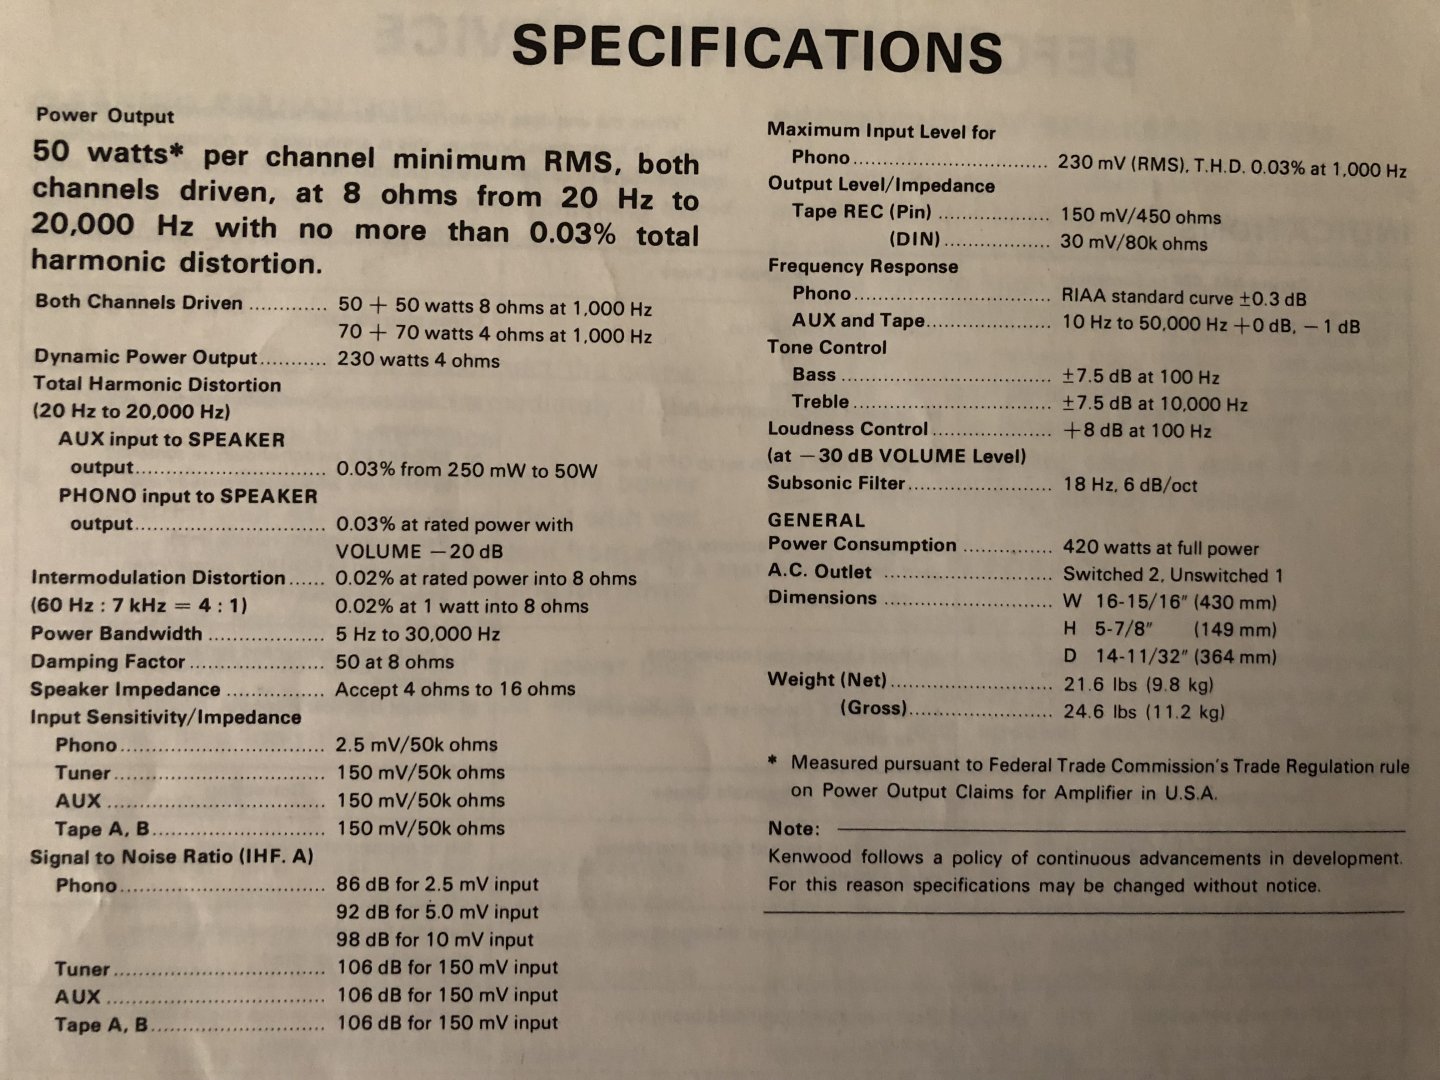 SPECIFICATIONS
Power Output
50 watts* per channel minimum RMS, both
channels driven, at 8 ohms from 20 Hz to
20,000 Hz with no more than 0.03% total
harmonic distortion.
Both Channels Driven ............. 50 + 50 watts 8 ohms at 1,000 Hz
70 + 70 watts 4 ohms at 1,000 Hz
Dynamic Power Output........... 230 watts 4 ohms
Total Harmonic Distortion
(20 Hz to 20,000 Hz)
AUX input to SPEAKER
output................................ 0.03% from 250 mW to 50W
PHONO input to SPEAKER
output................................ 0.03% at rated power with
VOLUME −20 dB
Intermodulation Distortion...... 0.02% at rated power into 8 ohms
(60 Hz : 7 kHz = 4 : 1) 0.02% at 1 watt into 8 ohms
Power Bandwidth .................... 5 Hz to 30,000 Hz
Damping Factor ....................... 50 at 8 ohms
Speaker Impedance ................. Accept 4 ohms to 16 ohms
Input Sensitivity/Impedance
Phono................................... 2.5 mV/50k ohms
Tuner.................................... 150 mV/50k ohms
AUX ..................................... 150 mV/50k ohms
Tape A, B............................. 150 mV/50k ohms
Signal to Noise Ratio (IHF. A)
Phono................................... 86 dB for 2.5 mV input
92 dB for 5.0 mV input
98 dB for 10 mV input
Tuner.................................... 106 dB for 150 mV input
AUX ..................................... 106 dB for 150 mV input
Tape A, B............................. 106 dB for 150 mV input
Maximum Input Level for
Phono................................. 230 mV (RMS), T.H.D. 0.03% at 1,000 Hz
Output Level/Impedance
Tape REC (Pin) ................... 150 mV/450 ohms
(DIN).................. 30 mV/80k ohms
Frequency Response
Phono................................. RIAA standard curve ±0.3 dB
AUX and Tape..................... 10 Hz to 50,000 Hz +0 dB, −1 dB
Tone Control
Bass ................................... ±7.5 dB at 100 Hz
Treble ................................. ±7.5 dB at 10,000 Hz
Loudness Control .................... +8 dB at 100 Hz
(at −30 dB VOLUME Level)
Subsonic Filter........................ 18 Hz, 6 dB/oct
GENERAL
Power Consumption ............... 420 watts at full power
A.C. Outlet ............................ Switched 2, Unswitched 1
Dimensions ............................ W 16-15/16″ (430 mm)
H 5-7/8″ (149 mm)
D 14-11/32″ (364 mm)
Weight (Net)........................... 21.6 lbs (9.8 kg)
(Gross)........................ 24.6 lbs (11.2 kg)
* Measured pursuant to Federal Trade Commission's Trade Regulation rule
on Power Output Claims for Amplifier in U.S.A.
Note:
Kenwood follows a policy of continuous advancements in development.
For this reason specifications may be changed without notice.